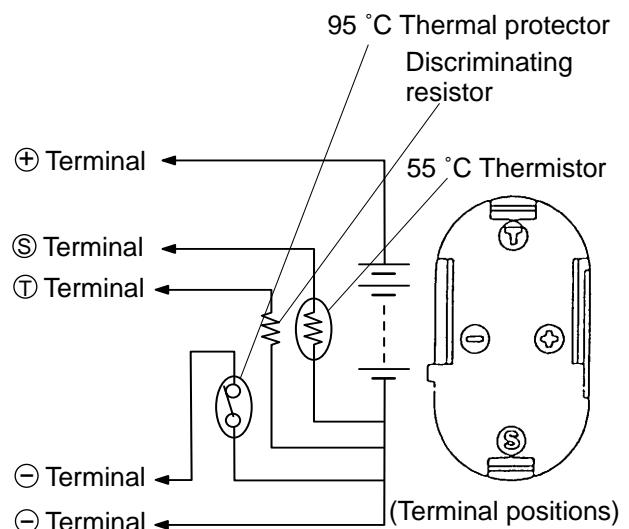 95 °C Thermal protector
Discriminating
resistor
⊕ Terminal
55 °C Thermistor
Ⓢ Terminal
Ⓣ Terminal
Ⓣ
⊖ ⊕
Ⓢ
⊖ Terminal
(Terminal positions)
⊖ Terminal